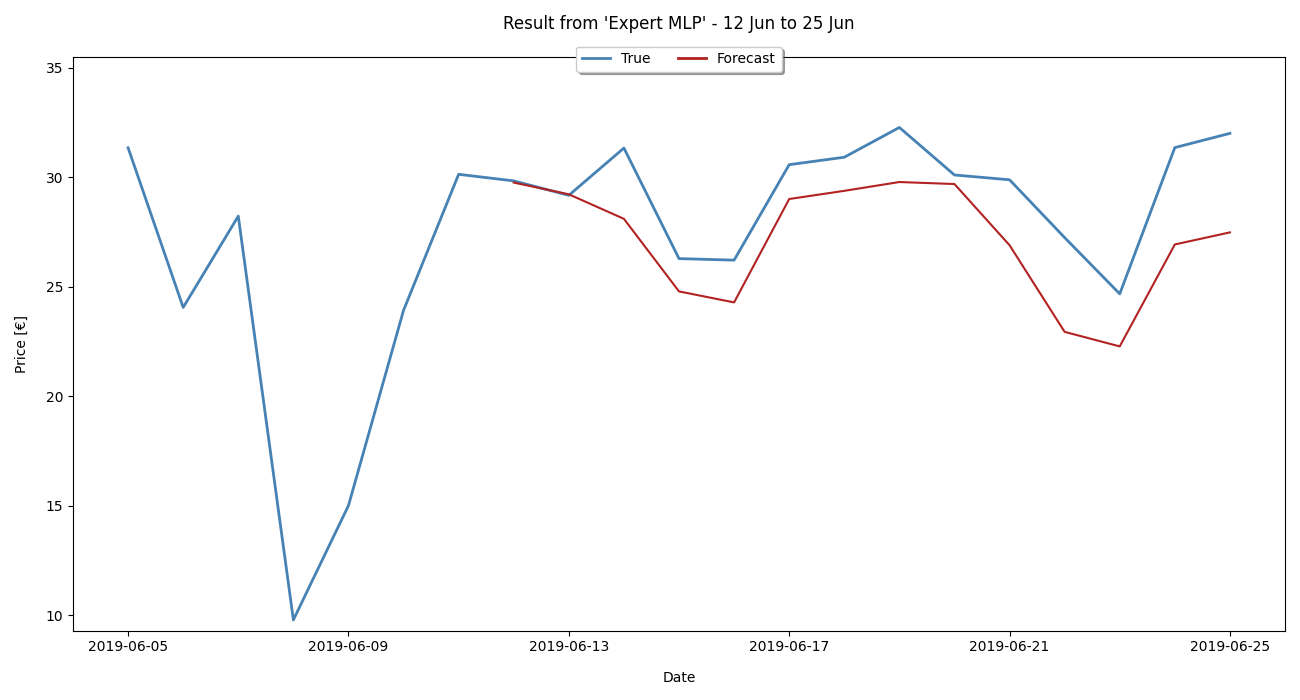 Result from 'Expert MLP' - 12 Jun to 25 Jun
True Forecast
35
30
25
20
15
10
Price [€]
2019-06-05 2019-06-09 2019-06-13 2019-06-17 2019-06-21 2019-06-25
Date